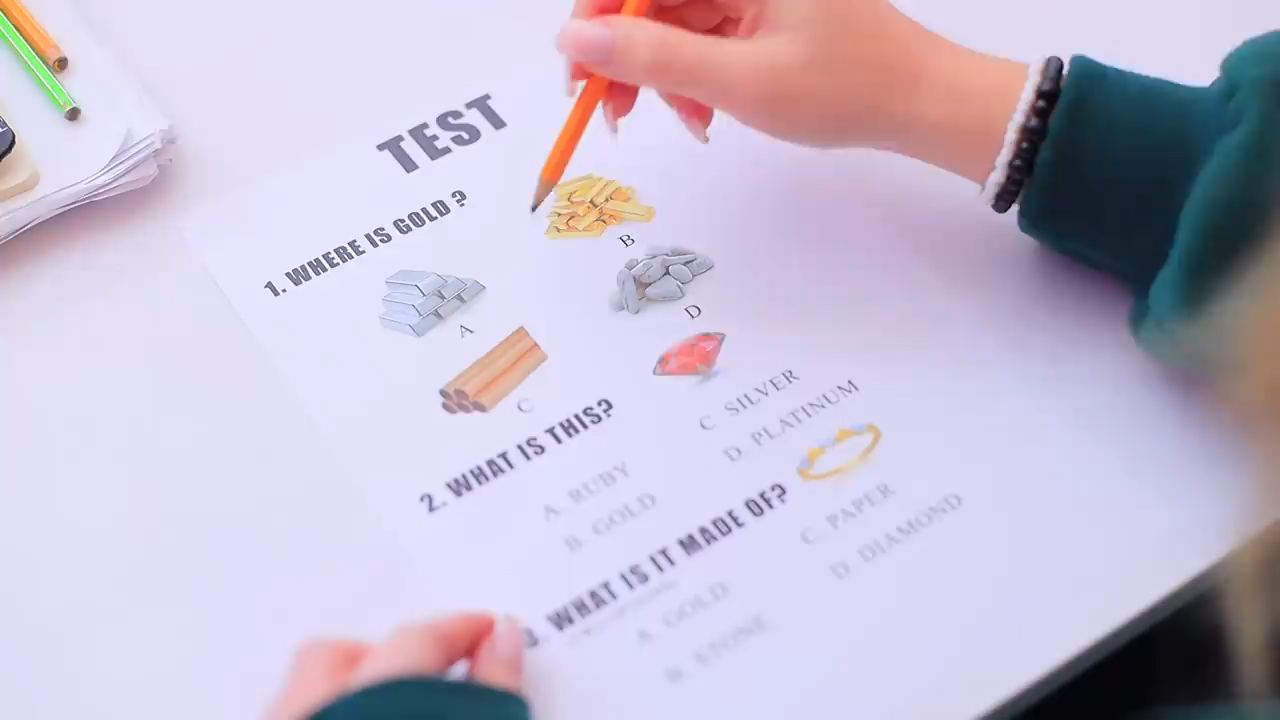 TEST
1. WHERE IS GOLD ?
A
B
C
D
2. WHAT IS THIS?
A. RUBY
B. GOLD
C SILVER
D. PLATINUM
3. WHAT IS IT MADE OF?
A. GOLD
B. STONE
C. PAPER
D. DIAMOND